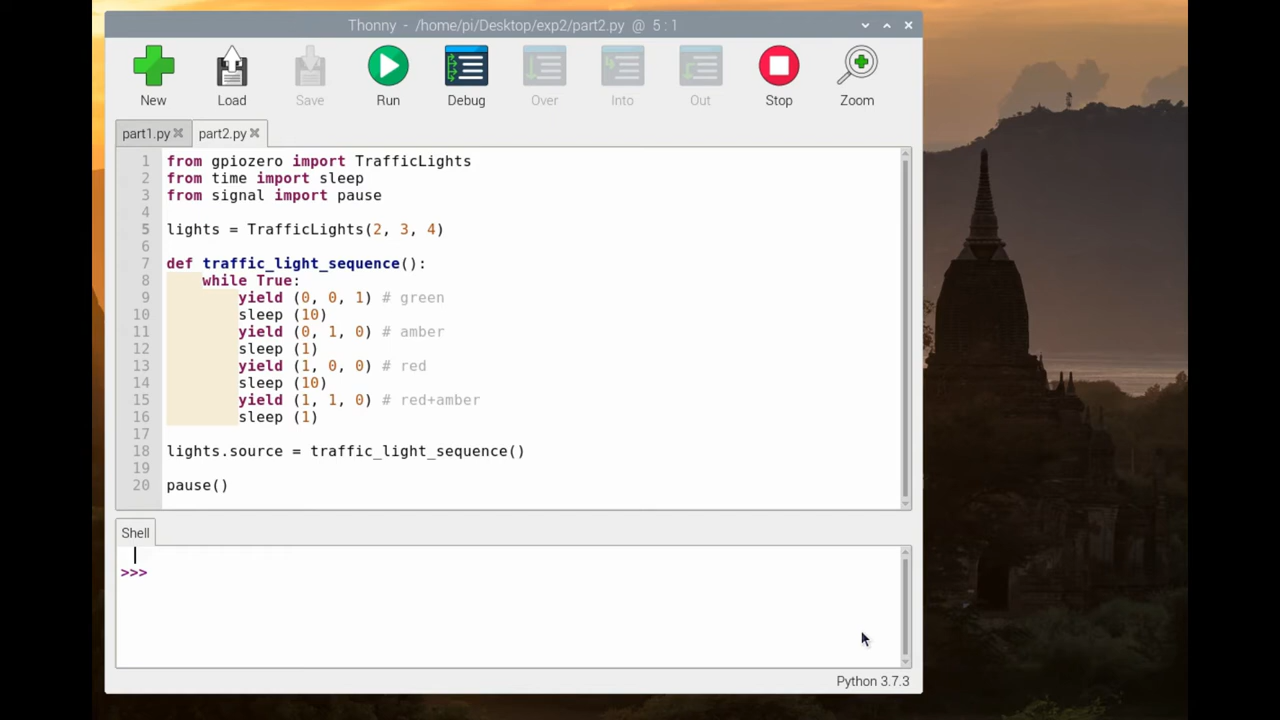 Thonny - /home/pi/Desktop/exp2/part2.py @ 5 : 1
New Load Save Run Debug Over Into Out Stop Zoom
part1.py part2.py
1 from gpiozero import TrafficLights
2 from time import sleep
3 from signal import pause
4
5 lights = TrafficLights(2, 3, 4)
6
7 def traffic_light_sequence():
8     while True:
9         yield (0, 0, 1) # green
10         sleep (10)
11         yield (0, 1, 0) # amber
12         sleep (1)
13         yield (1, 0, 0) # red
14         sleep (10)
15         yield (1, 1, 0) # red+amber
16         sleep (1)
17
18 lights.source = traffic_light_sequence()
19
20 pause()
Shell
>>>
Python 3.7.3